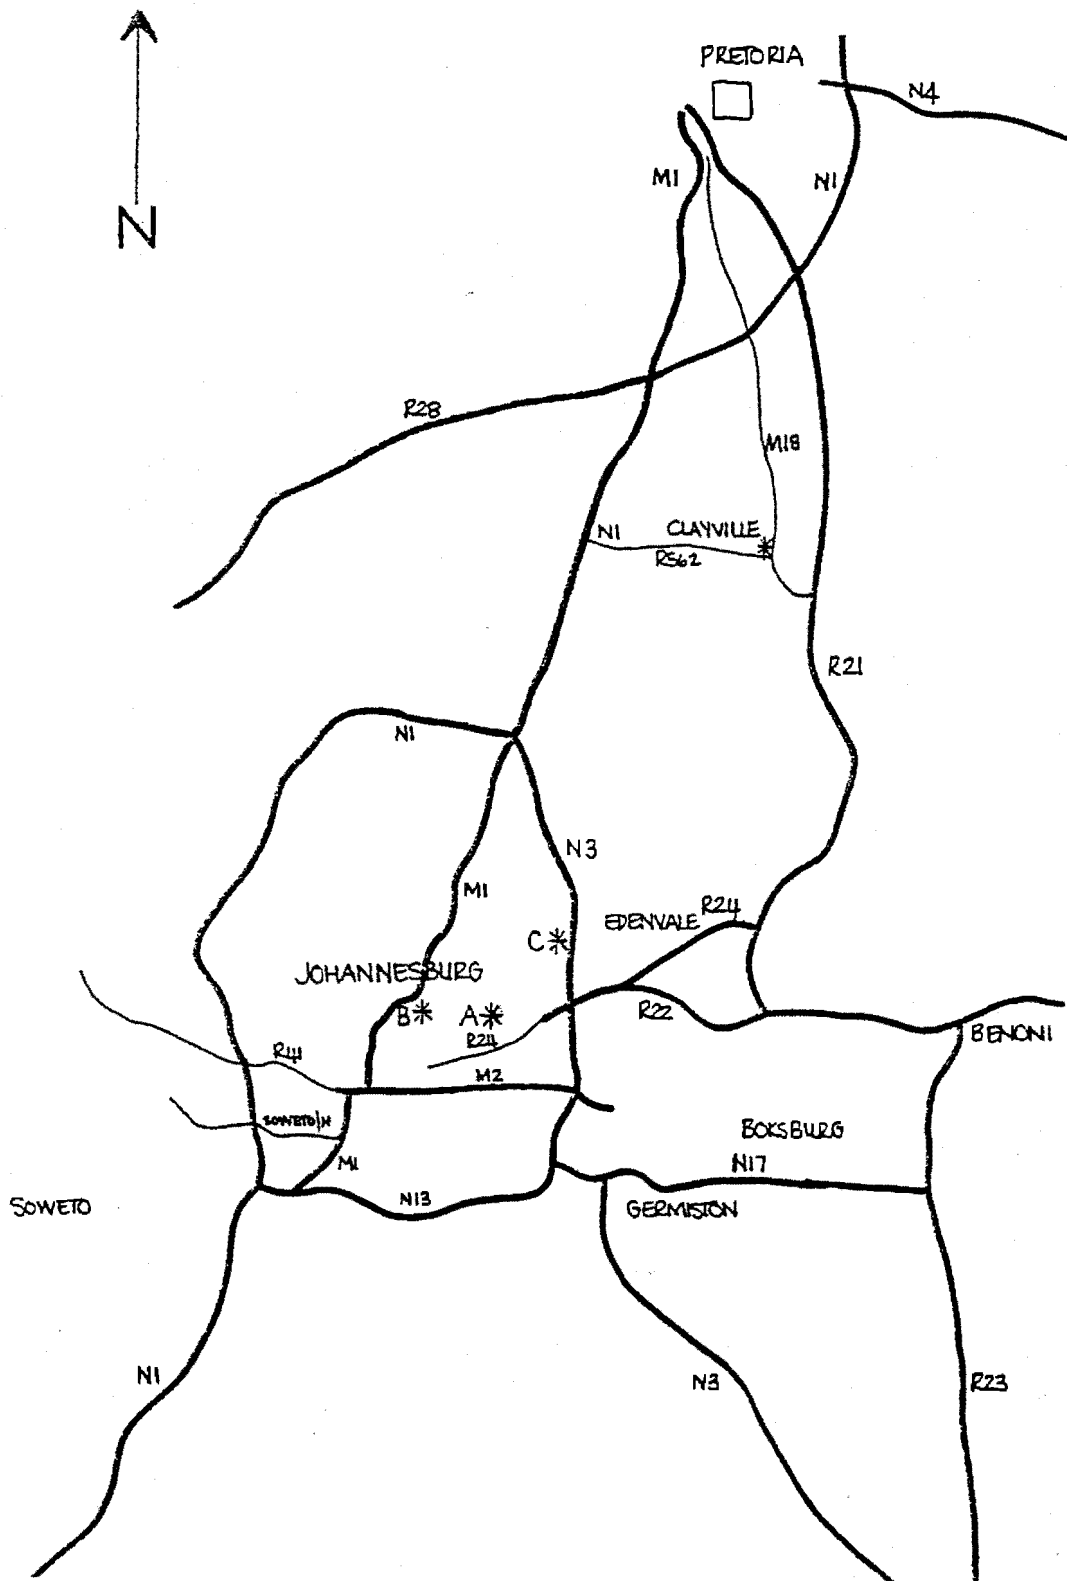 PRETORIA
N4
M1
N1
N
R28
M18
N1
CLAYVILLE
R562
R21
N1
N3
M1
EDENVALE
R24
C
JOHANNESBURG
B
A
R22
R24
BENONI
R41
M2
SOWETO/N
BOKSBURG
M1
N17
N13
SOWETO
GERMISTON
N1
N3
R23